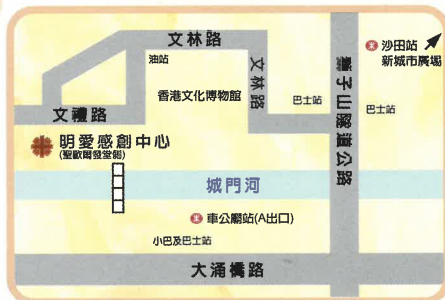 文林路
油站
文林路
香港文化博物館
巴士站
獅子山隧道公路
沙田站
新城市廣場
巴士站
文禮路
明愛感創中心
(聖歐爾發堂側)
城門河
車公廟站(A出口)
小巴及巴士站
大涌橋路